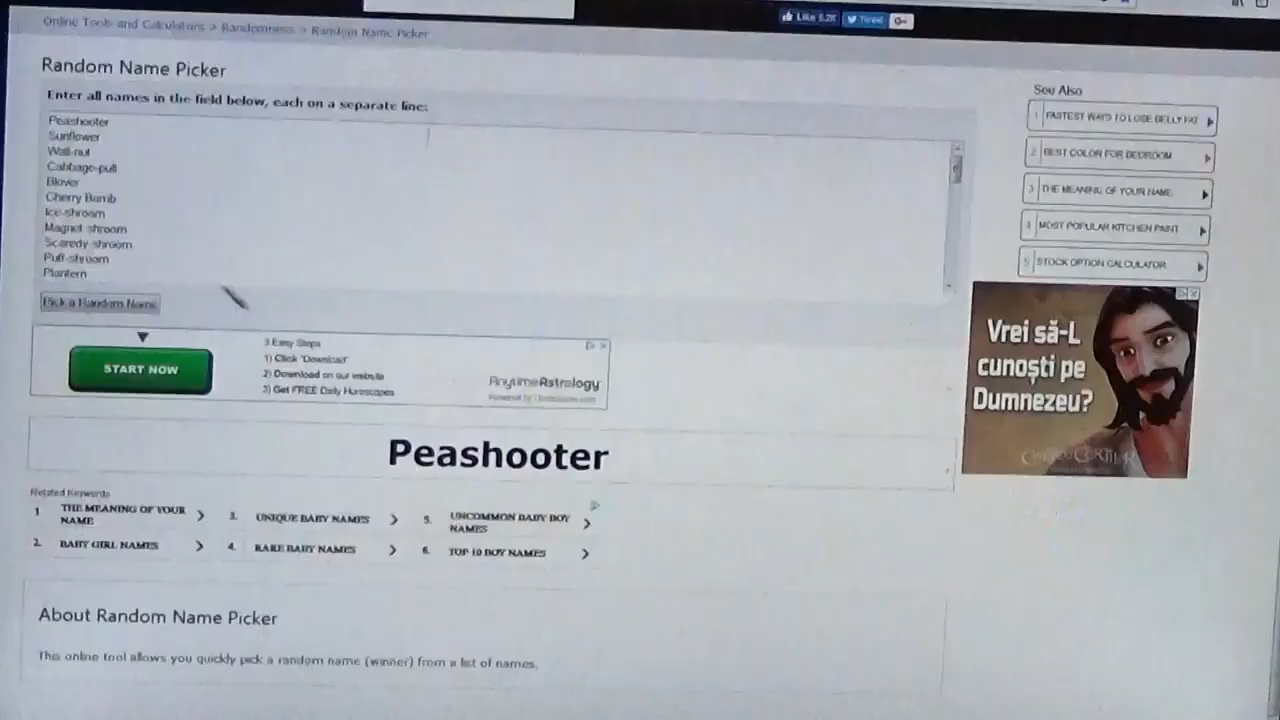 Online Tools and Calculators > Randomness > Random Name Picker
Like 5.2K
Tweet
G+
Random Name Picker
Enter all names in the field below, each on a separate line:
Peashooter
Sunflower
Wall-nut
Cabbage-pult
Blover
Cherry Bomb
Ice-shroom
Magnet-shroom
Scaredy-shroom
Puff-shroom
Plantern
Pick a Random Name
See Also
1 FASTEST WAYS TO LOSE BELLY FAT
2 BEST COLOR FOR BEDROOM
3 THE MEANING OF YOUR NAME
4 MOST POPULAR KITCHEN PAINT
5 STOCK OPTION CALCULATOR
START NOW
3 Easy Steps
1) Click "Download"
2) Download on our website
3) Get FREE Daily Horoscopes
AnytimeAstrology
Vrei să-L
cunoști pe
Dumnezeu?
Peashooter
Related Keywords
1. THE MEANING OF YOUR NAME
2. BABY GIRL NAMES
3. UNIQUE BABY NAMES
4. RARE BABY NAMES
5. UNCOMMON BABY BOY NAMES
6. TOP 10 BOY NAMES
About Random Name Picker
This online tool allows you quickly pick a random name (winner) from a list of names.